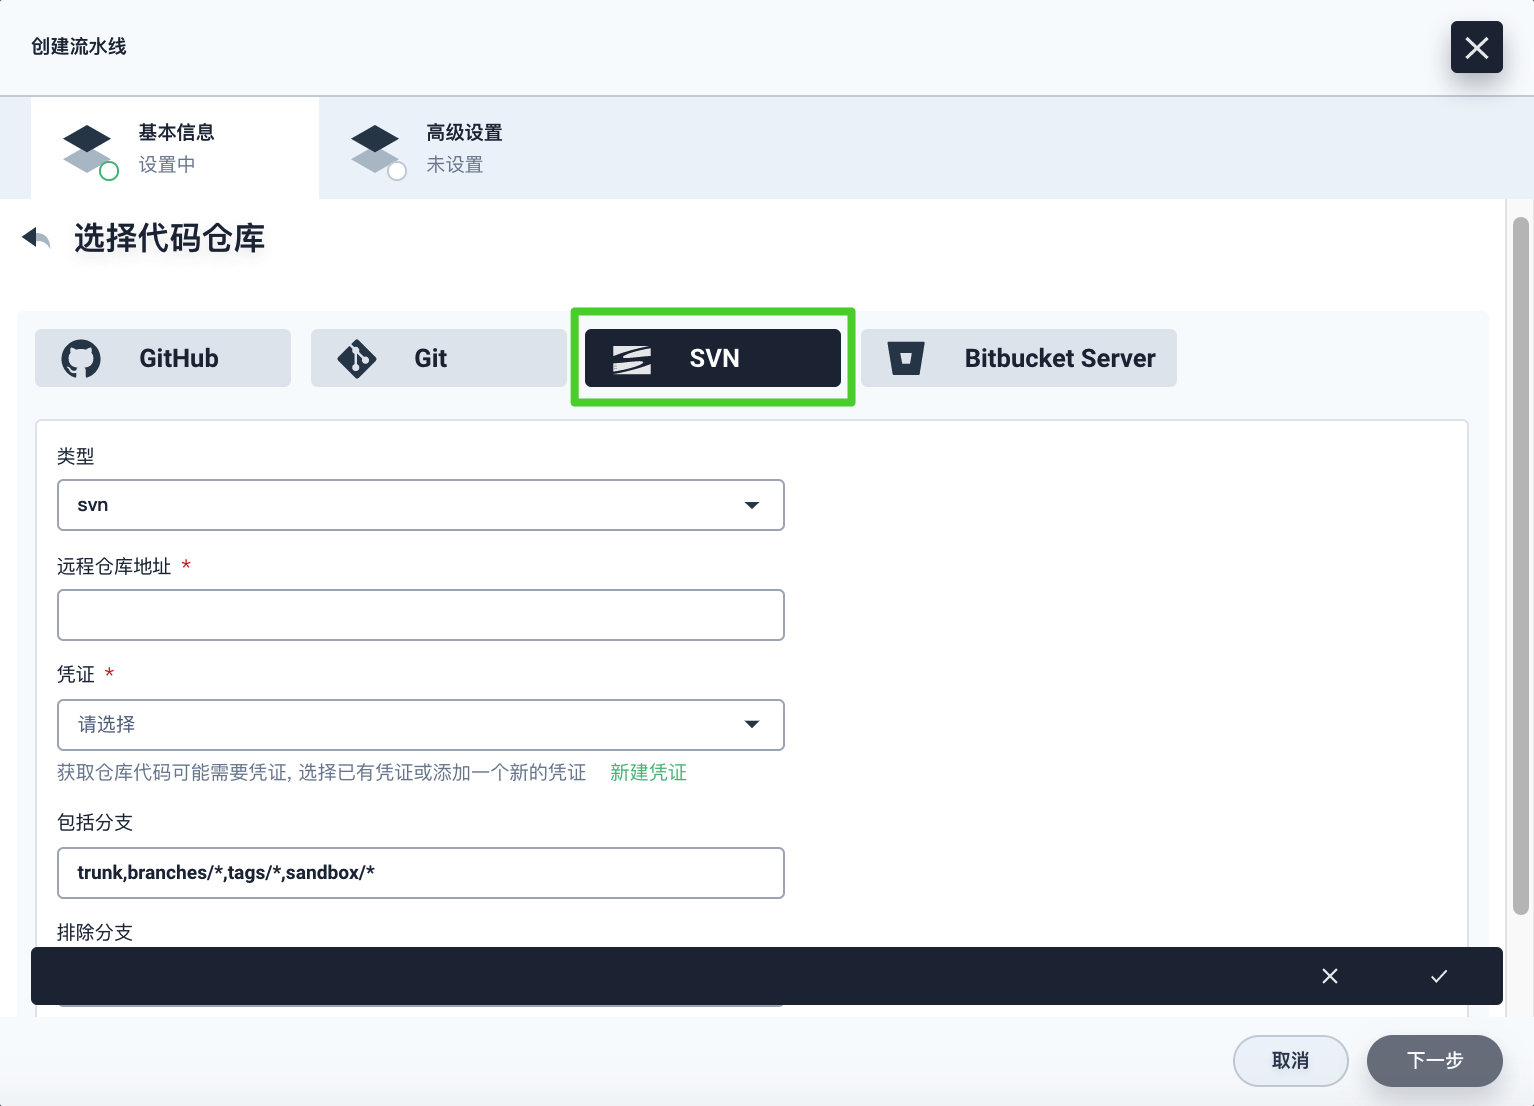 创建流水线
基本信息
设置中
高级设置
未设置
选择代码仓库
GitHub
Git
SVN
Bitbucket Server
类型
svn
远程仓库地址 *
凭证 *
请选择
获取仓库代码可能需要凭证, 选择已有凭证或添加一个新的凭证 新建凭证
包括分支
trunk,branches/*,tags/*,sandbox/*
排除分支
取消
下一步